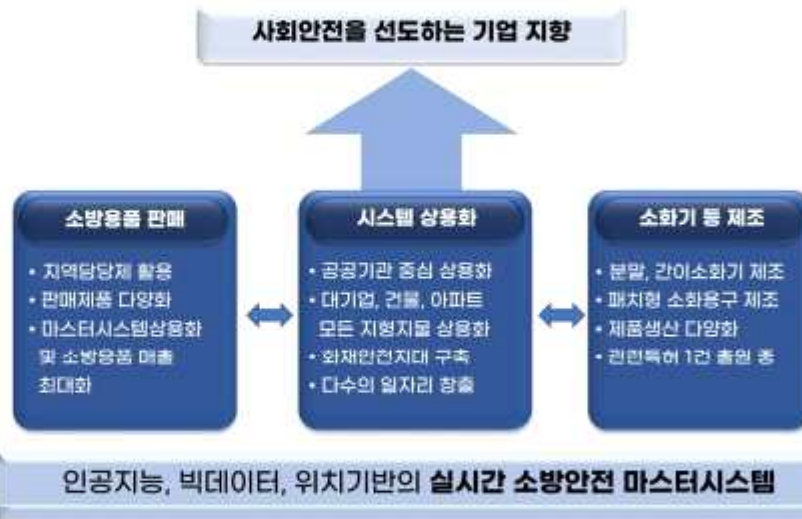 사회안전을 선도하는 기업 지향
소방용품 판매
• 지역담당제 활용
• 판매제품 다양화
• 마스터시스템상용화
및 소방용품 매출
최대화
시스템 상용화
• 공공기관 중심 상용화
• 대기업, 건물, 아파트
모든 지형지물 상용화
• 화재안전지대 구축
• 다수의 일자리 창출
소화기 등 제조
• 분말, 간이소화기 제조
• 패치형 소화용구 제조
• 제품생산 다양화
• 관련특허 1건 출원 중
인공지능, 빅데이터, 위치기반의 실시간 소방안전 마스터시스템